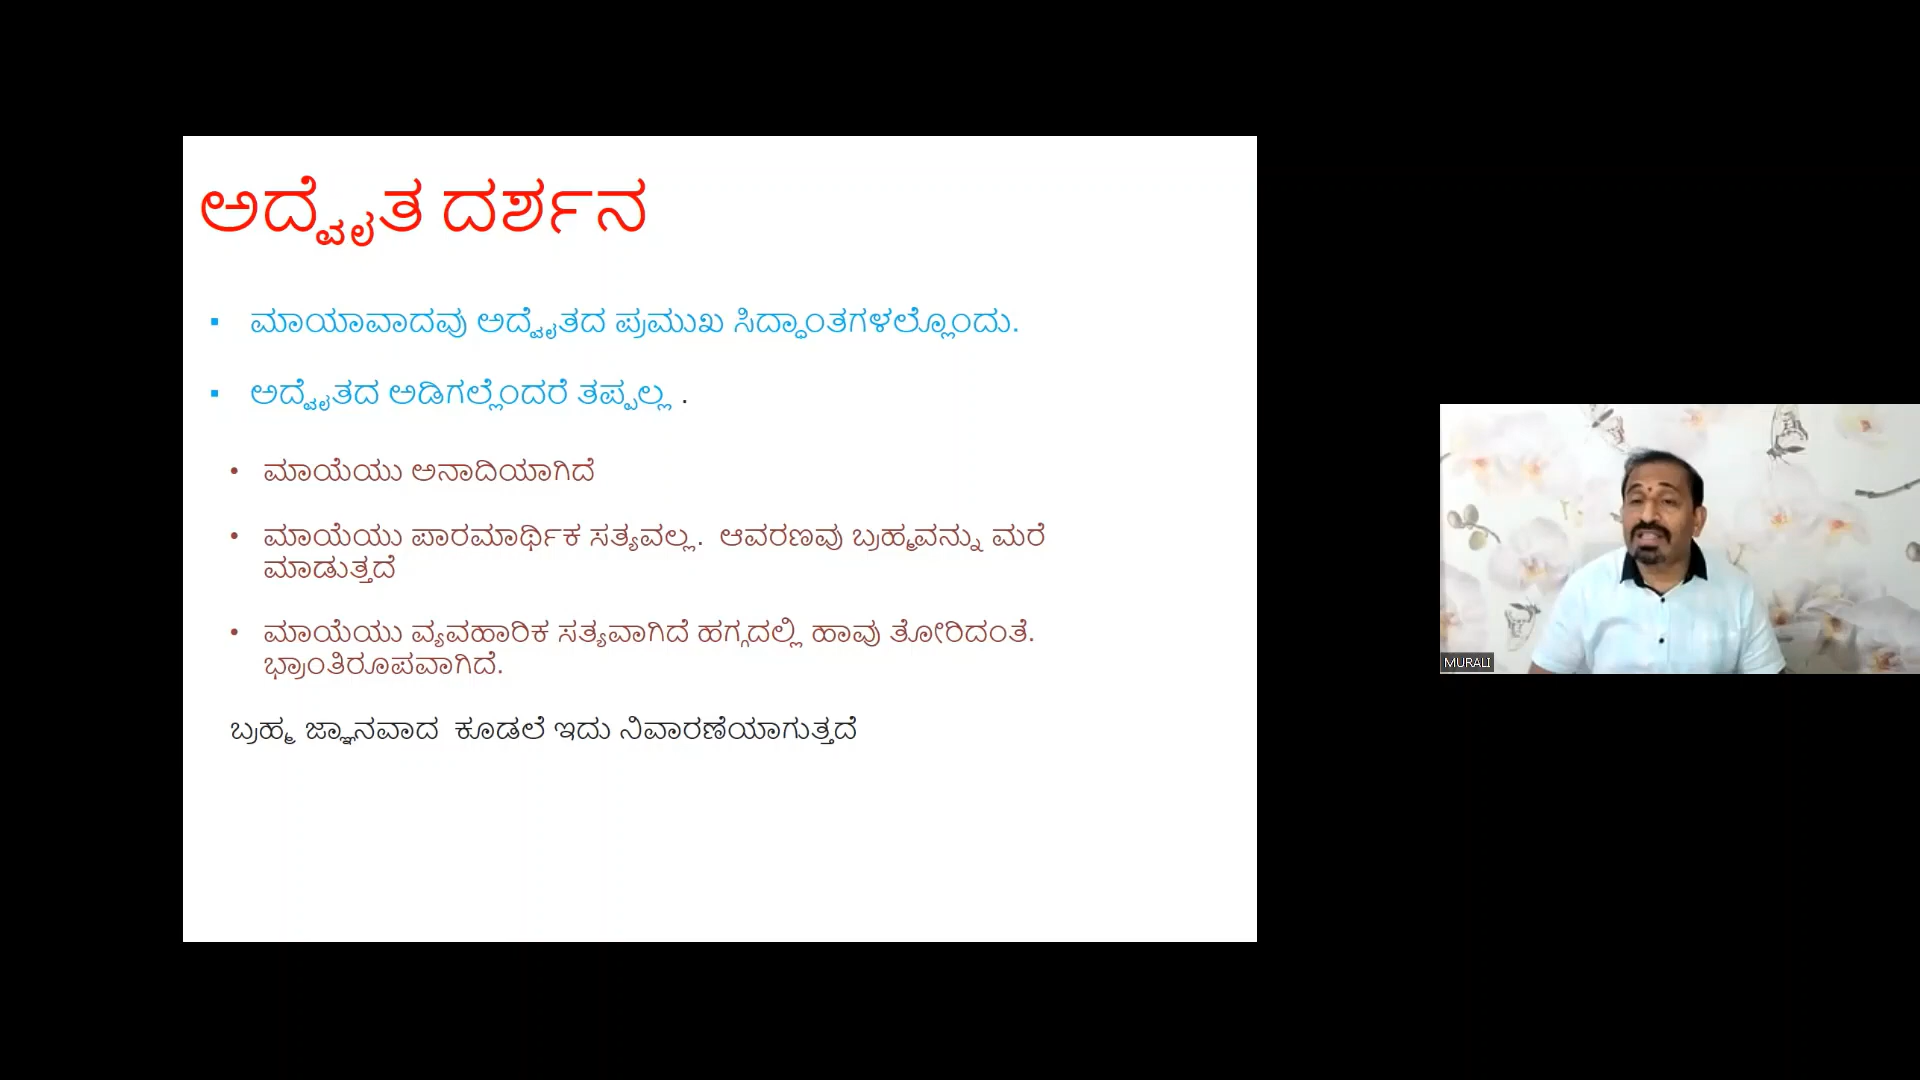 ಅದ್ವೈತ ದರ್ಶನ
▪ ಮಾಯಾವಾದವು ಅದ್ವೈತದ ಪ್ರಮುಖ ಸಿದ್ಧಾಂತಗಳಲ್ಲೊಂದು.
▪ ಅದ್ವೈತದ ಅಡಿಗಲ್ಲೆಂದರೆ ತಪ್ಪಲ್ಲ .
• ಮಾಯೆಯು ಅನಾದಿಯಾಗಿದೆ
• ಮಾಯೆಯು ಪಾರಮಾರ್ಥಿಕ ಸತ್ಯವಲ್ಲ. ಆವರಣವು ಬ್ರಹ್ಮವನ್ನು ಮರೆ
ಮಾಡುತ್ತದೆ
• ಮಾಯೆಯು ವ್ಯವಹಾರಿಕ ಸತ್ಯವಾಗಿದೆ ಹಗ್ಗದಲ್ಲಿ ಹಾವು ತೋರಿದಂತೆ.
ಭ್ರಾಂತಿರೂಪವಾಗಿದೆ.
ಬ್ರಹ್ಮ ಜ್ಞಾನವಾದ ಕೂಡಲೆ ಇದು ನಿವಾರಣೆಯಾಗುತ್ತದೆ
MURALI